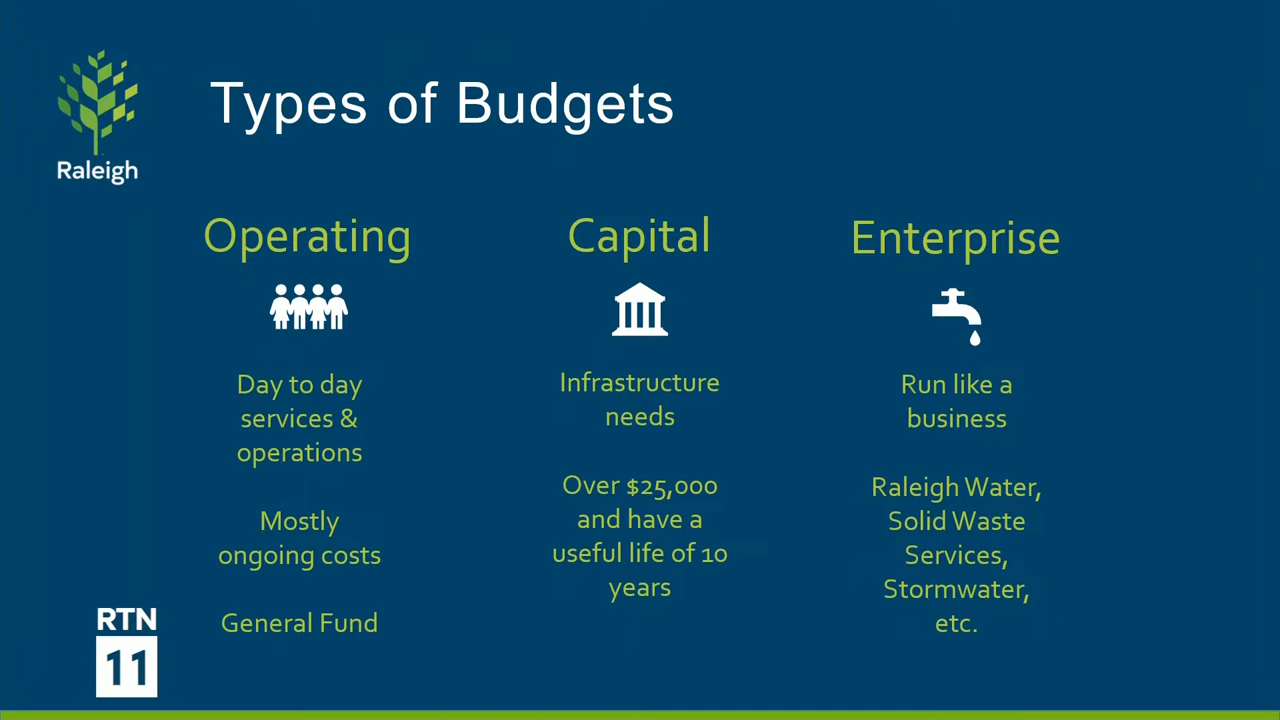 Raleigh
Types of Budgets
Operating
Day to day
services &
operations
Mostly
ongoing costs
General Fund
Capital
Infrastructure
needs
Over $25,000
and have a
useful life of 10
years
Enterprise
Run like a
business
Raleigh Water,
Solid Waste
Services,
Stormwater,
etc.
RTN
11